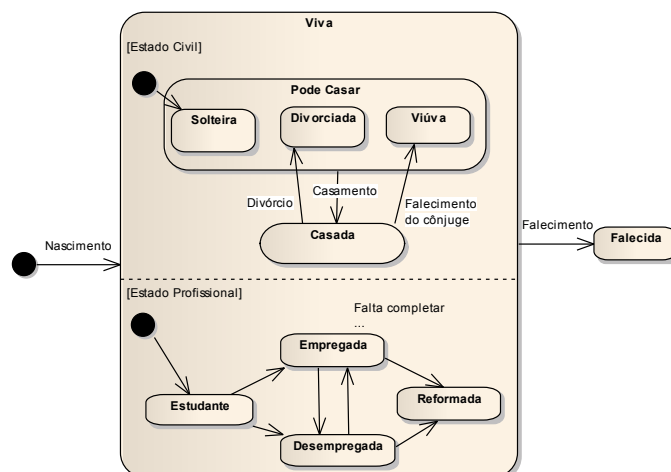 Viva
[Estado Civil]
Pode Casar
Solteira
Divorciada
Viúva
Divórcio
Casamento
Falecimento
do cônjuge
Casada
Nascimento
Falecimento
Falecida
[Estado Profissional]
Falta completar
...
Empregada
Estudante
Reformada
Desempregada